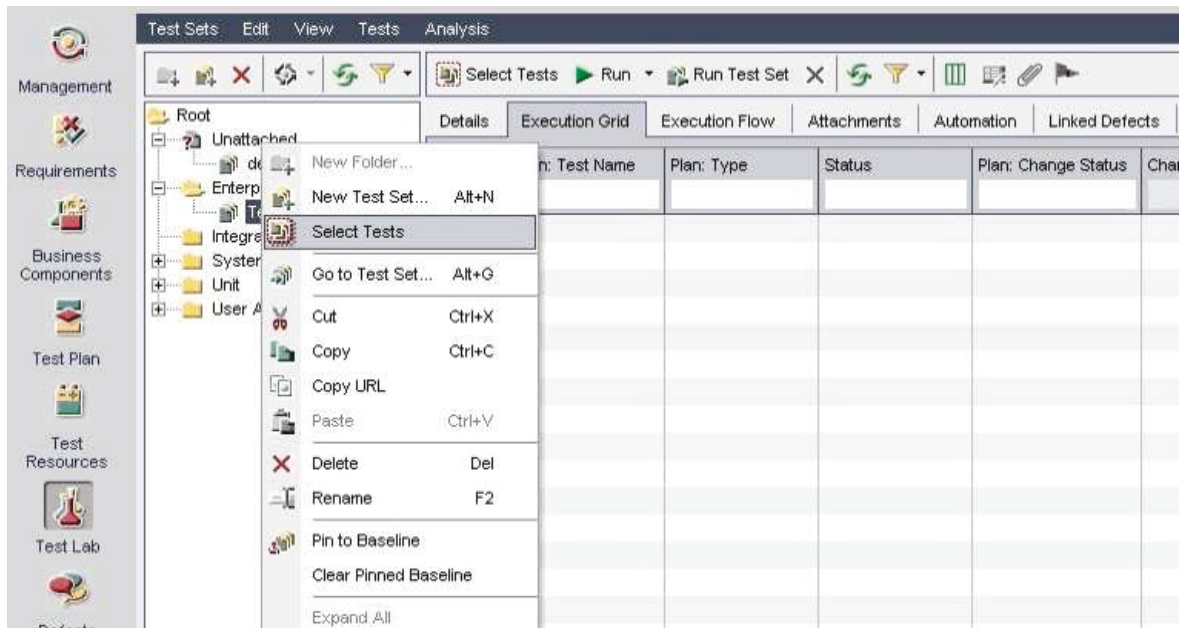 Test Sets Edit View Tests Analysis
Select Tests Run Run Test Set
Management
Requirements
Business
Components
Test Plan
Test
Resources
Test Lab
Root
Unattached
Enterp
Integra
System
Unit
User A
Details Execution Grid Execution Flow Attachments Automation Linked Defects
Test Name Plan: Type Status Plan: Change Status Chan
New Folder...
New Test Set... Alt+N
Select Tests
Go to Test Set... Alt+G
Cut Ctrl+X
Copy Ctrl+C
Copy URL
Paste Ctrl+V
Delete Del
Rename F2
Pin to Baseline
Clear Pinned Baseline
Expand All